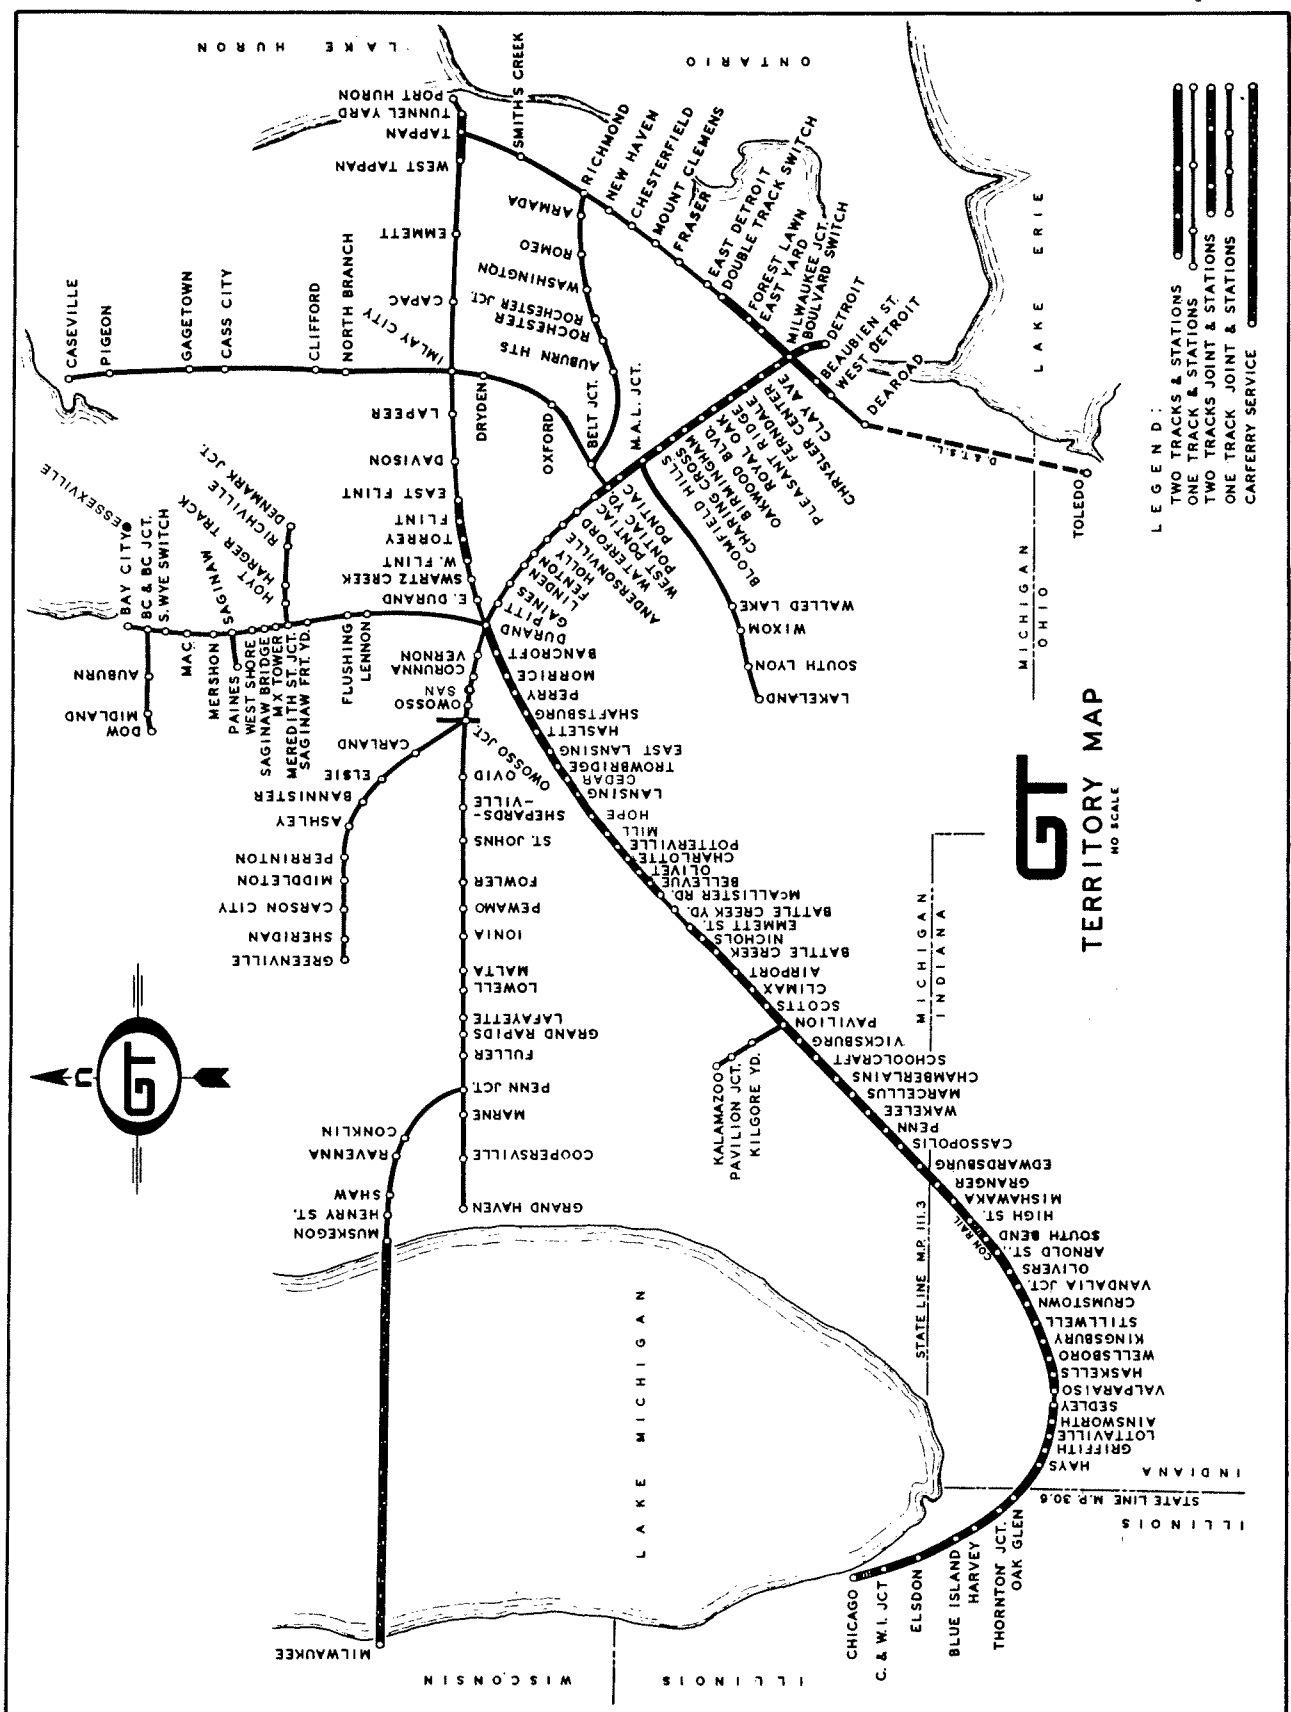 LAKE HURON
ONTARIO
LAKE ERIE
PORT HURON
TUNNEL YARD
TAPPAN
WEST TAPPAN
EMMETT
CAPAC
IMLAY CITY
LAPEER
DAVISON
EAST FLINT
FLINT
TORREY
W. FLINT
SWARTZ CREEK
E. DURAND
DURAND
SMITH'S CREEK
RICHMOND
NEW HAVEN
CHESTERFIELD
MOUNT CLEMENS
FRASER
EAST DETROIT
DOUBLE TRACK SWITCH
FOREST LAWN
EAST YARD
MILWAUKEE JCT.
BOULVARD SWITCH
DETROIT
BEAUBIEN ST.
WEST DETROIT
DEAROAD
D. & T. S. L.
TOLEDO
ARMADA
ROMEO
WASHINGTON
ROCHESTER JCT.
ROCHESTER
AUBURN HTS
BELT JCT.
M.A.L. JCT.
CASEVILLE
PIGEON
GAGETOWN
CASS CITY
CLIFFORD
NORTH BRANCH
DRYDEN
OXFORD
CLAY AVE
CHRYSLER CENTER
FERNDALE
PLEASANT RIDGE
ROYAL OAK
OAKWOOD BLVD.
BIRMINGHAM
CHARING CROSS
BLOOMFIELD HILLS
PONTIAC
PONTIAC YD.
WEST PONTIAC
WATERFORD
ANDERSONVILLE
HOLLY
FENTON
LINDEN
GAINES
PITT
WALLED LAKE
WIXOM
SOUTH LYON
LAKELAND
ESSEXVILLE
BAY CITY
BC & BC JCT.
S. WYE SWITCH
MAC
MERSHON
SAGINAW
PAINES
WEST SHORE
SAGINAW BRIDGE
MX TOWER
MEREDITH ST. JCT.
SAGINAW FRT. YD.
FLUSHING
LENNON
HOYT
HARGER TRACK
RICHVILLE
DENMARK JCT.
AUBURN
MIDLAND
DOW
VERNON
CORUNNA
SAN
OWOSSO
OWOSSO JCT.
CARLAND
ELSIE
BANNISTER
ASHLEY
PERRINTON
MIDDLETON
CARSON CITY
SHERIDAN
GREENVILLE
OVID
SHEPARDS-
-VILLE
ST. JOHNS
FOWLER
PEWAMO
IONIA
MALTA
LOWELL
LAFAYETTE
GRAND RAPIDS
FULLER
PENN JCT.
MARNE
COOPERSVILLE
GRAND HAVEN
CONKLIN
RAVENNA
SHAW
HENRY ST.
MUSKEGON
MILWAUKEE
BANCROFT
MORRICE
PERRY
SHAFTSBURG
HASLETT
EAST LANSING
TROWBRIDGE
CEDAR
LANSING
HOPE
MILL
POTTERVILLE
CHARLOTTE
OLIVET
BELLEVUE
McALLISTER RD.
BATTLE CREEK YD.
EMMETT ST.
NICHOLS
BATTLE CREEK
AIRPORT
CLIMAX
SCOTTS
PAVILION
KALAMAZOO
PAVILION JCT.
KILGORE YD.
VICKSBURG
SCHOOLCRAFT
CHAMBERLAINS
MARCELLUS
WAKELEE
PENN
CASSOPOLIS
EDWARDSBURG
GRANGER
MISHAWAKA
HIGH ST.
SOUTH BEND
CON RAIL
ARNOLD ST.
OLIVERS
VANDALIA JCT.
CRUMSTOWN
STILLWELL
KINGSBURY
WELLSBORO
HASKELLS
VALPARAISO
SEDLEY
AINSWORTH
LOTTAVILLE
GRIFFITH
HAYS
OAK GLEN
THORNTON JCT.
HARVEY
BLUE ISLAND
ELSDON
C. & W. I. JCT
CHICAGO
LAKE MICHIGAN
WISCONSIN
ILLINOIS
ILLINOIS
INDIANA
STATE LINE M.P. 30.6
STATE LINE M.P. 111.3
MICHIGAN
INDIANA
MICHIGAN
OHIO
N
GT
GT
TERRITORY MAP
NO SCALE
LEGEND:
TWO TRACKS & STATIONS
ONE TRACK & STATIONS
TWO TRACKS JOINT & STATIONS
ONE TRACK JOINT & STATIONS
CARFERRY SERVICE